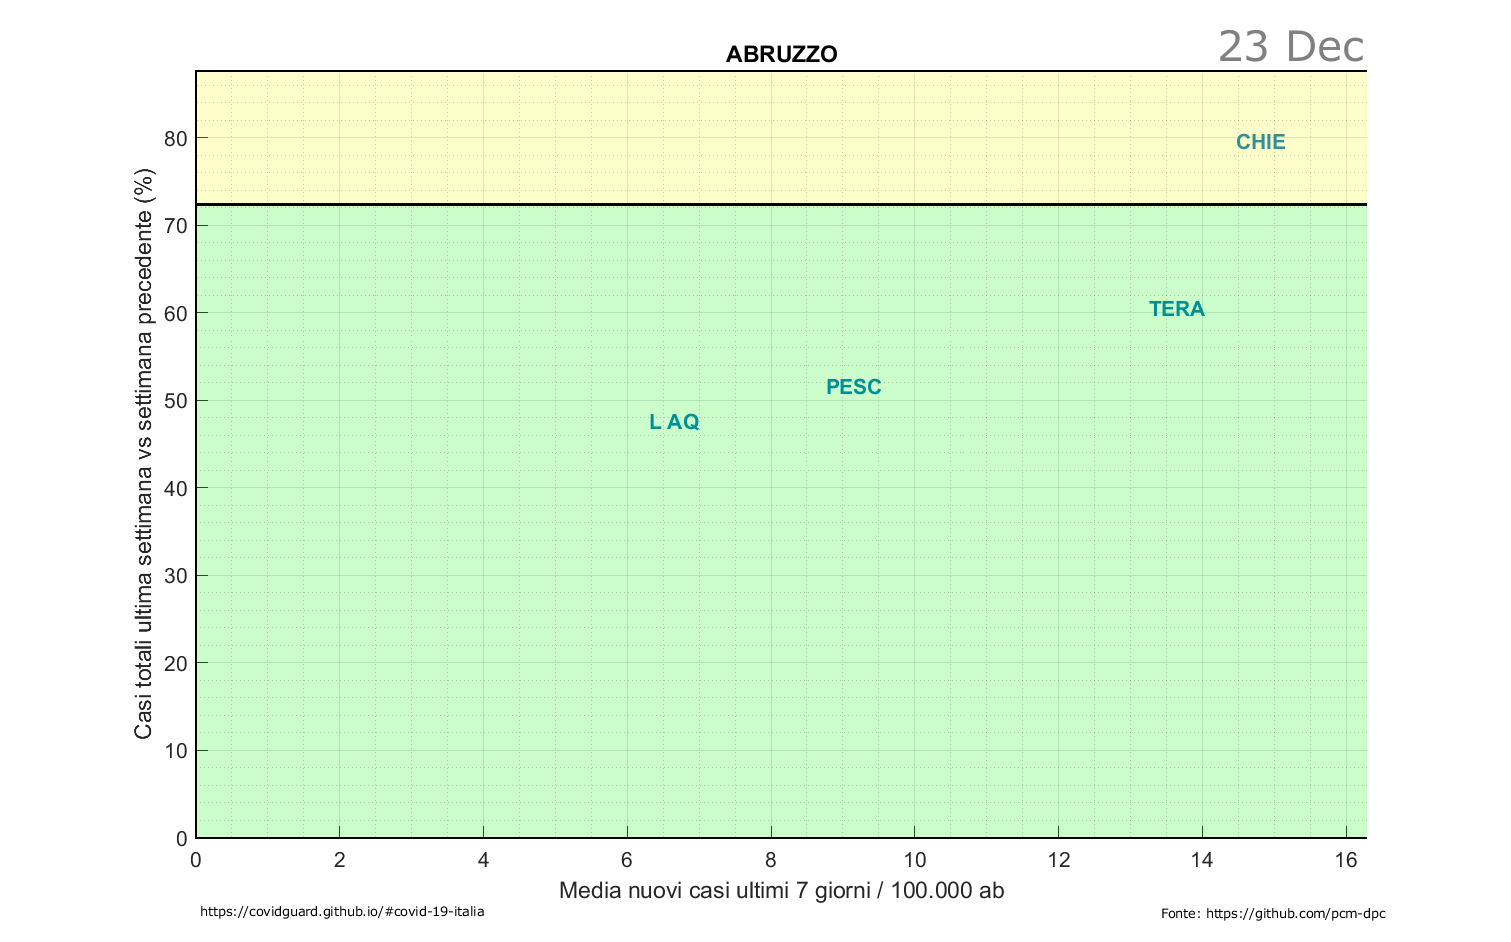 ABRUZZO
23 Dec
Casi totali ultima settimana vs settimana precedente (%)
80
70
60
50
40
30
20
10
0
CHIE
TERA
PESC
L AQ
0 2 4 6 8 10 12 14 16
Media nuovi casi ultimi 7 giorni / 100.000 ab
https://covidguard.github.io/#covid-19-italia
Fonte: https://github.com/pcm-dpc